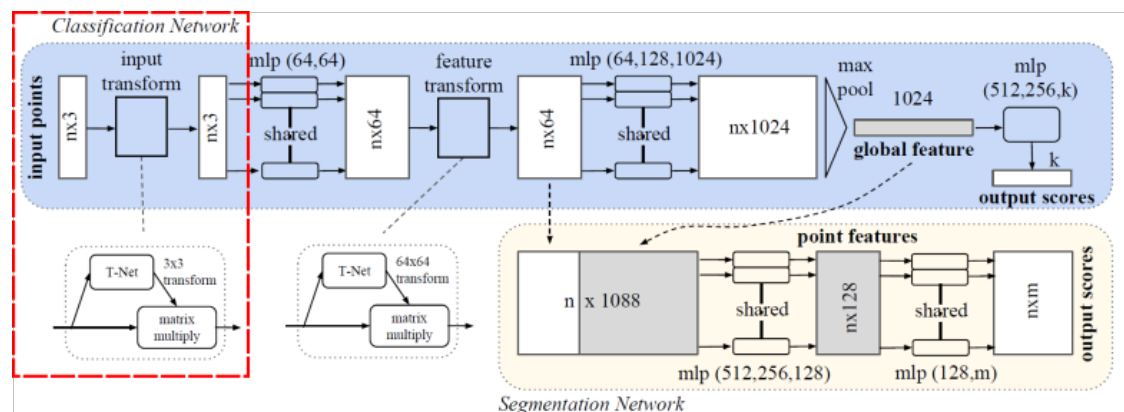 Classification Network
input points
nx3
input
transform
nx3
mlp (64,64)
shared
nx64
feature
transform
nx64
mlp (64,128,1024)
shared
nx1024
max
pool
1024
global feature
mlp
(512,256,k)
k
output scores
T-Net
3x3
transform
matrix
multiply
T-Net
64x64
transform
matrix
multiply
point features
n x 1088
shared
mlp (512,256,128)
nx128
shared
mlp (128,m)
nxm
output scores
Segmentation Network